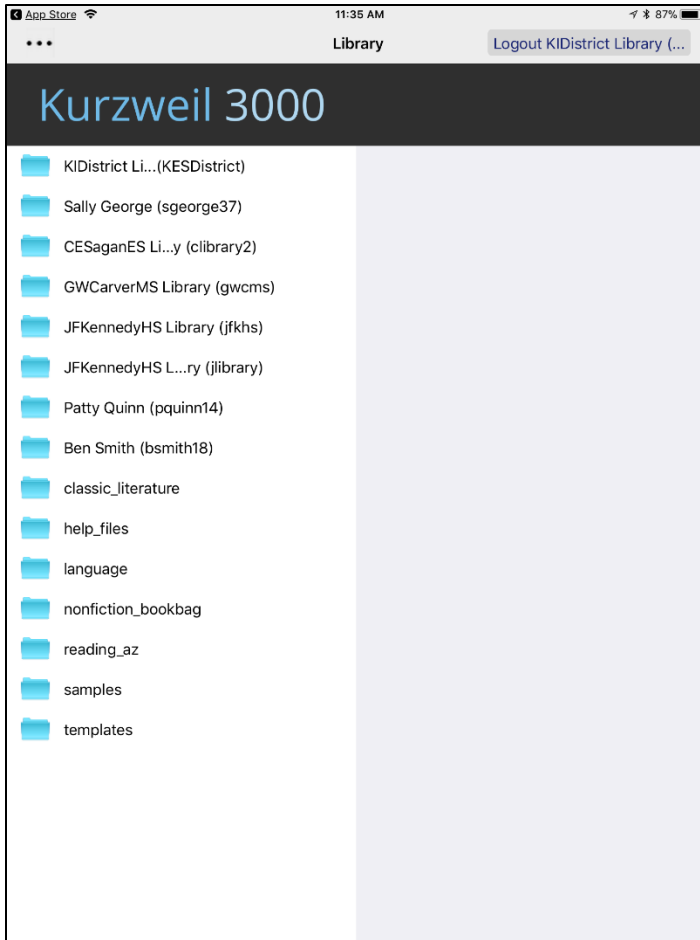 App Store 11:35 AM 87%
Library Logout KIDistrict Library (...
Kurzweil 3000
KIDistrict Li...(KESDistrict)
Sally George (sgeorge37)
CESaganES Li...y (clibrary2)
GWCarverMS Library (gwcms)
JFKennedyHS Library (jfkhs)
JFKennedyHS L...ry (jlibrary)
Patty Quinn (pquinn14)
Ben Smith (bsmith18)
classic_literature
help_files
language
nonfiction_bookbag
reading_az
samples
templates